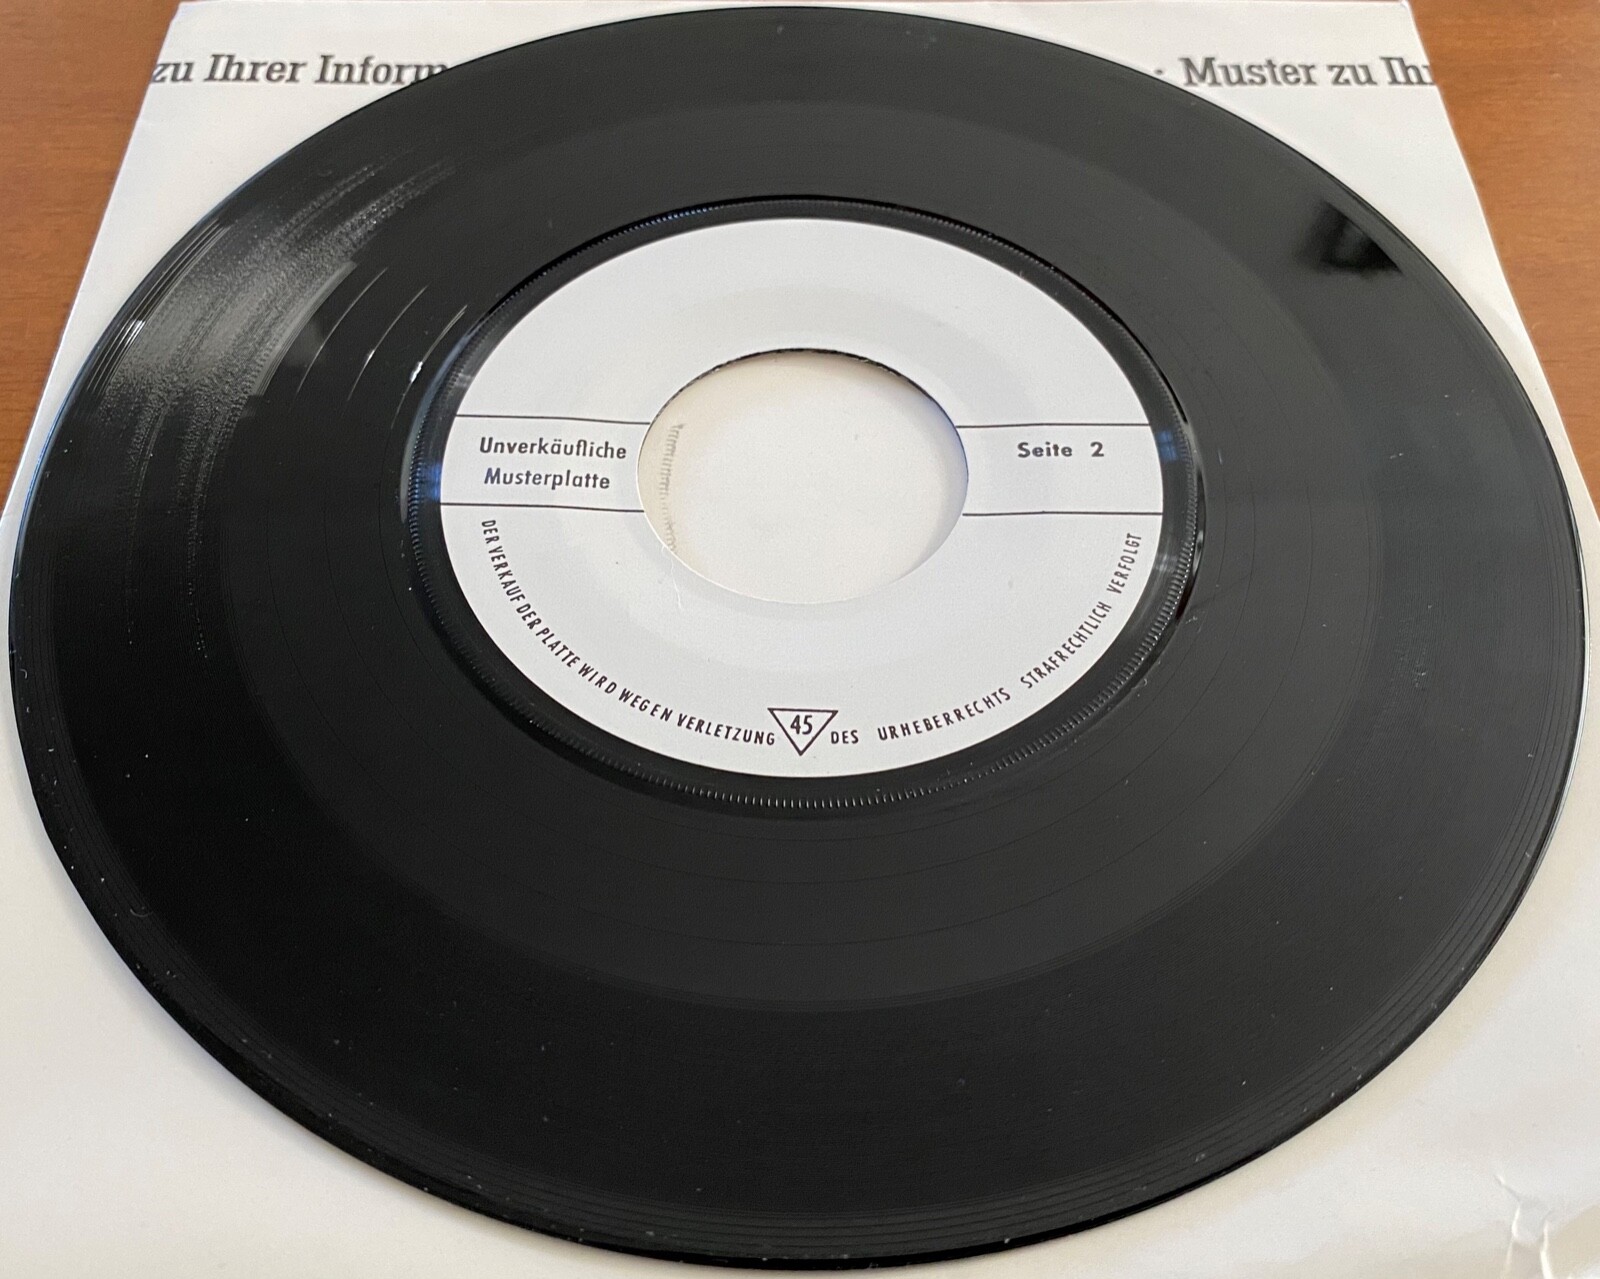 zu Ihrer Inform
· Muster zu Ihr
Unverkäufliche
Musterplatte
Seite 2
DER VERKAUF DER PLATTE WIRD WEGEN VERLETZUNG DES URHEBERRECHTS STRAFRECHTLICH VERFOLGT
45